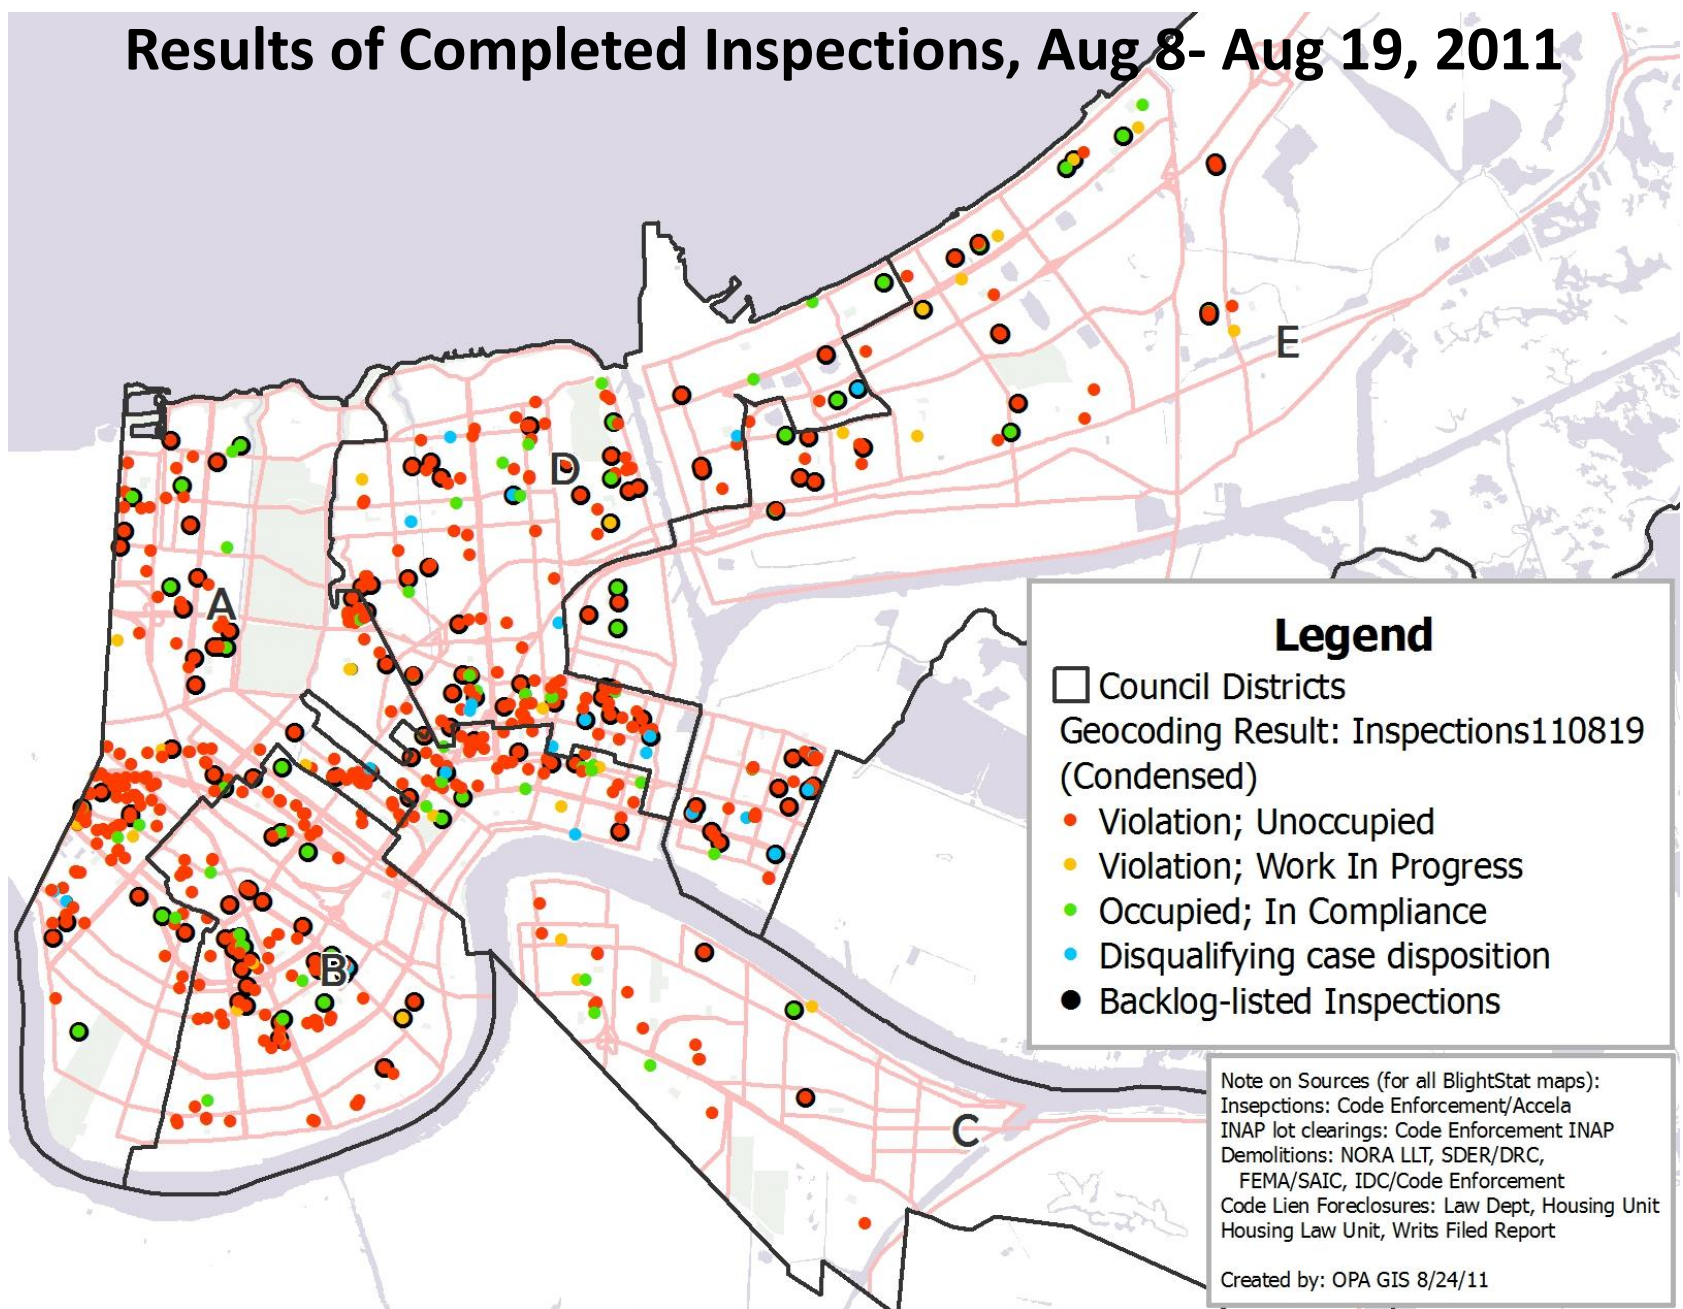 Results of Completed Inspections, Aug 8- Aug 19, 2011
E
D
A
B
C
Legend
Council Districts
Geocoding Result: Inspections110819
(Condensed)
Violation; Unoccupied
Violation; Work In Progress
Occupied; In Compliance
Disqualifying case disposition
Backlog-listed Inspections
Note on Sources (for all BlightStat maps):
Insepctions: Code Enforcement/Accela
INAP lot clearings: Code Enforcement INAP
Demolitions: NORA LLT, SDER/DRC,
FEMA/SAIC, IDC/Code Enforcement
Code Lien Foreclosures: Law Dept, Housing Unit
Housing Law Unit, Writs Filed Report
Created by: OPA GIS 8/24/11